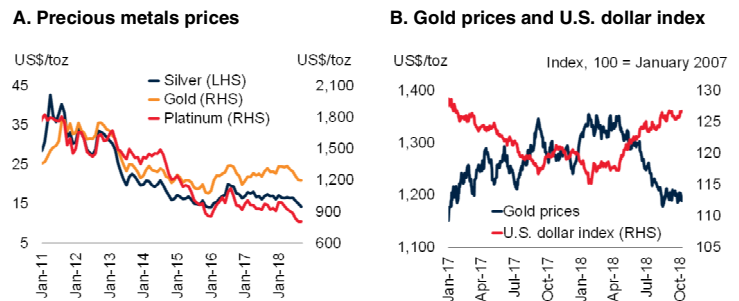 A. Precious metals prices
US$/toz
US$/toz
45
35
25
15
5
2,100
1,800
1,500
1,200
900
600
Silver (LHS)
Gold (RHS)
Platinum (RHS)
Jan-11
Jan-12
Jan-13
Jan-14
Jan-15
Jan-16
Jan-17
Jan-18
B. Gold prices and U.S. dollar index
US$/toz
Index, 100 = January 2007
1,400
1,300
1,200
1,100
130
125
120
115
110
105
Gold prices
U.S. dollar index (RHS)
Jan-17
Apr-17
Jul-17
Oct-17
Jan-18
Apr-18
Jul-18
Oct-18